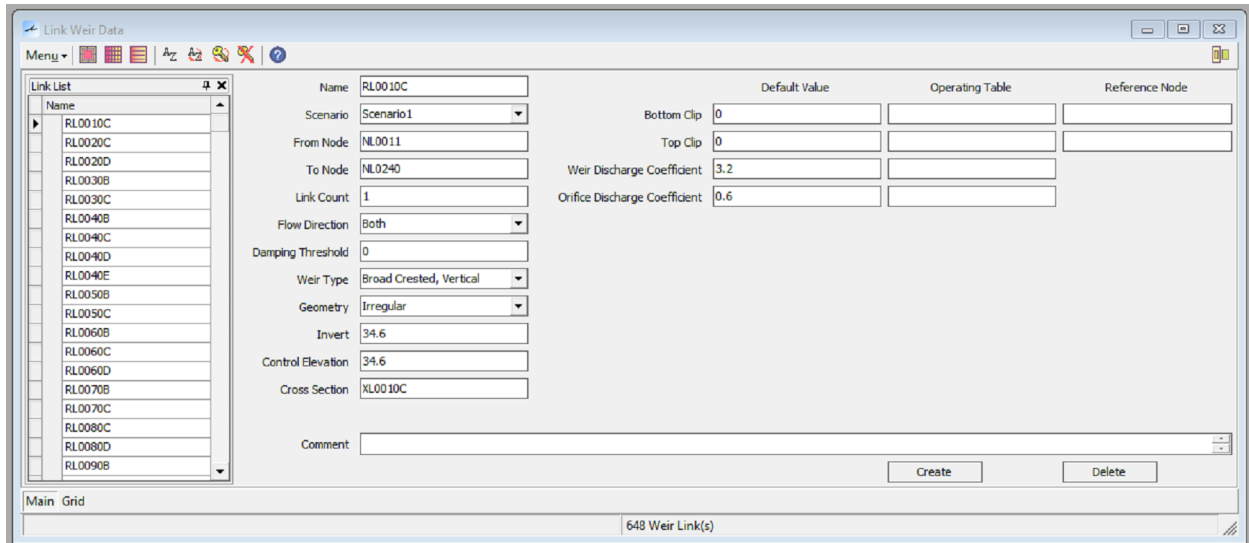 Link Weir Data
Menu
Link List
Name
RL0010C
RL0020C
RL0020D
RL0030B
RL0030C
RL0040B
RL0040C
RL0040D
RL0040E
RL0050B
RL0050C
RL0060B
RL0060C
RL0060D
RL0070B
RL0070C
RL0080C
RL0080D
RL0090B
Name RL0010C
Scenario Scenario1
From Node NL0011
To Node NL0240
Link Count 1
Flow Direction Both
Damping Threshold 0
Weir Type Broad Crested, Vertical
Geometry Irregular
Invert 34.6
Control Elevation 34.6
Cross Section XL0010C
Default Value Operating Table Reference Node
Bottom Clip 0
Top Clip 0
Weir Discharge Coefficient 3.2
Orifice Discharge Coefficient 0.6
Comment
Create Delete
Main Grid
648 Weir Link(s)